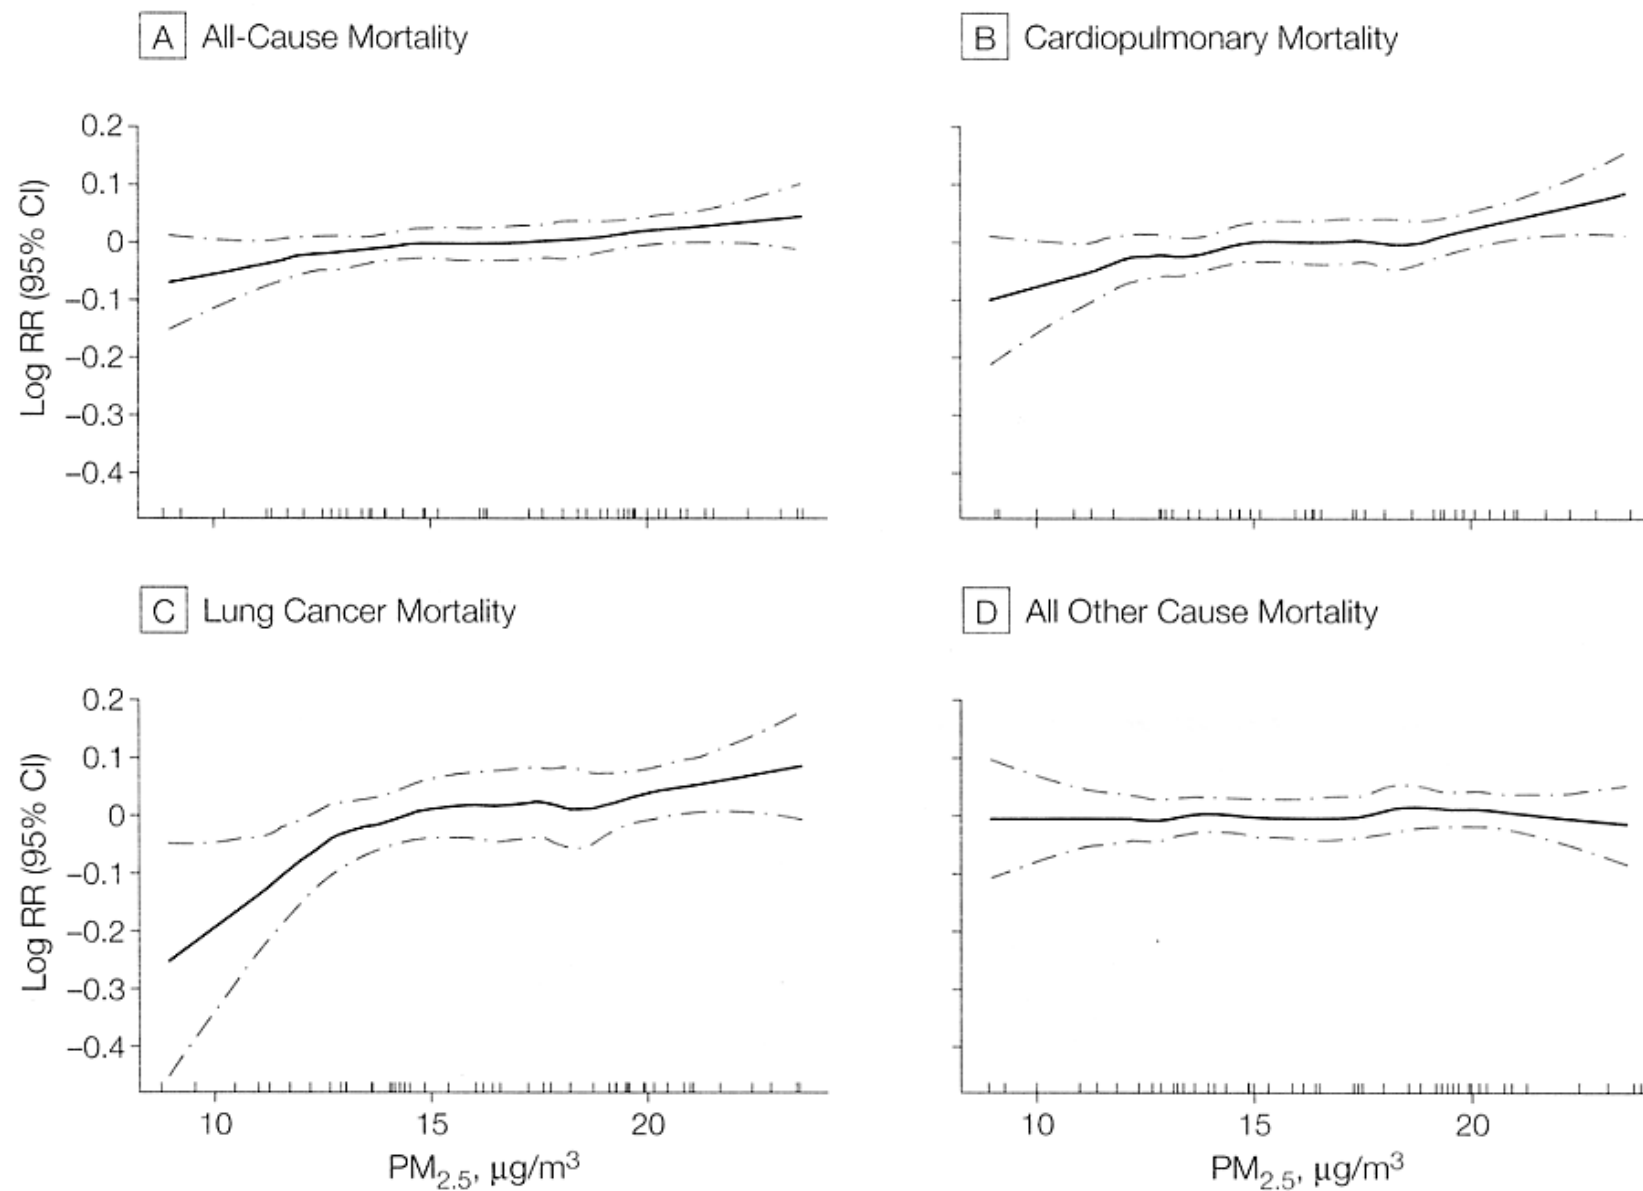 A All-Cause Mortality
B Cardiopulmonary Mortality
0.2
0.1
0
−0.1
−0.2
−0.3
−0.4
Log RR (95% CI)
C Lung Cancer Mortality
D All Other Cause Mortality
0.2
0.1
0
−0.1
−0.2
−0.3
−0.4
Log RR (95% CI)
10 15 20
10 15 20
PM2.5, μg/m³
PM2.5, μg/m³